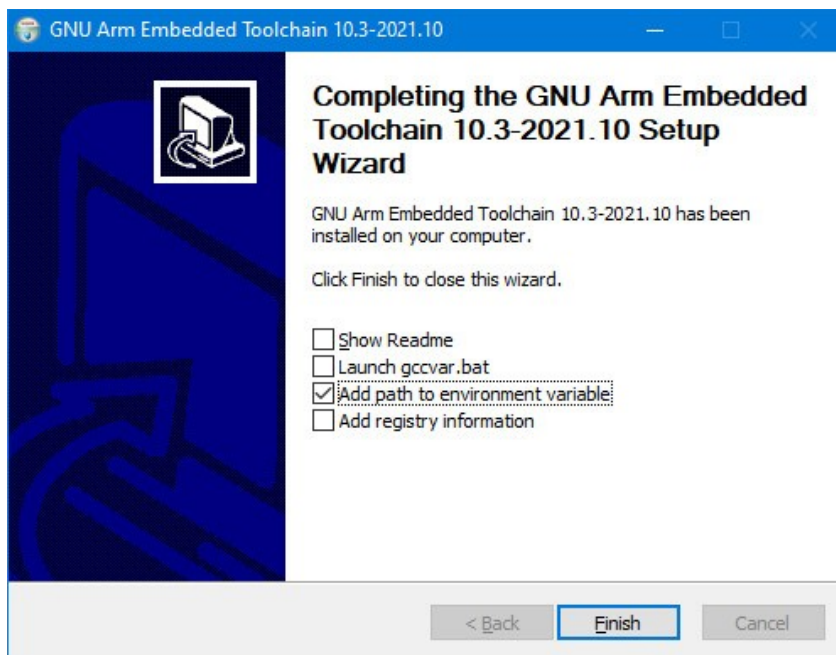 GNU Arm Embedded Toolchain 10.3-2021.10
Completing the GNU Arm Embedded
Toolchain 10.3-2021.10 Setup
Wizard
GNU Arm Embedded Toolchain 10.3-2021.10 has been
installed on your computer.
Click Finish to close this wizard.
Show Readme
Launch gccvar.bat
Add path to environment variable
Add registry information
< Back
Finish
Cancel